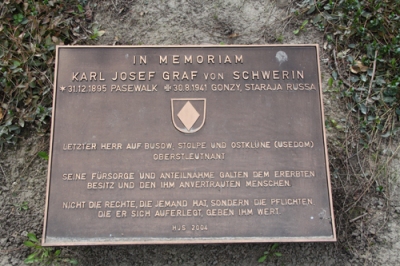 IN MEMORIAM
KARL JOSEF GRAF VON SCHWERIN
*31.12.1895 PASEWALK ✠30.8.1941 GONZY, STARAJA RUSSA
LETZTER HERR AUF BUSOW, STOLPE UND OSTKLÜNE (USEDOM)
OBERSTLEUTNANT
SEINE FÜRSORGE UND ANTEILNAHME GALTEN DEM ERERBTEN
BESITZ UND DEN IHM ANVERTRAUTEN MENSCHEN
NICHT DIE RECHTE, DIE JEMAND HAT, SONDERN DIE PFLICHTEN
DIE ER SICH AUFERLEGT, GEBEN IHM WERT
HJS 2004